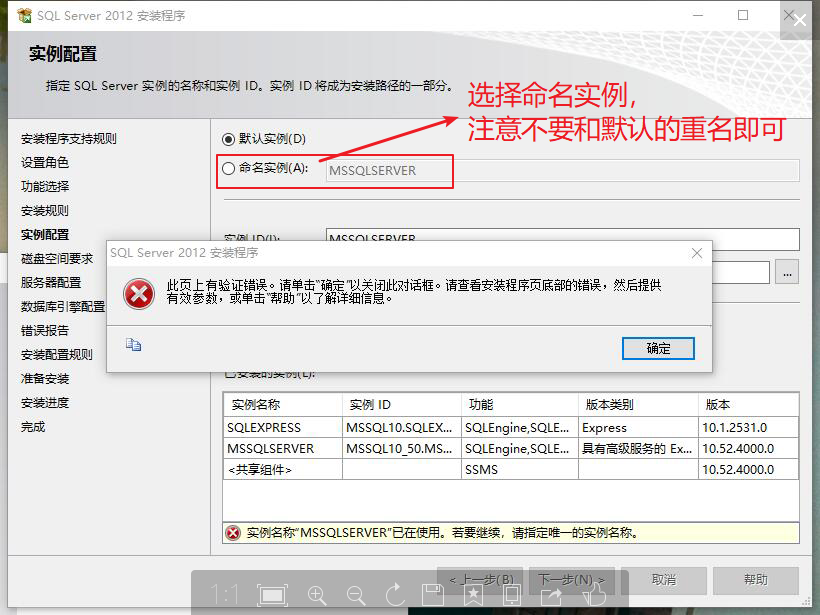 SQL Server 2012 安装程序
实例配置
指定 SQL Server 实例的名称和实例 ID。实例 ID 将成为安装路径的一部分。
选择命名实例，
注意不要和默认的重名即可
安装程序支持规则
设置角色
功能选择
安装规则
实例配置
磁盘空间要求
服务器配置
数据库引擎配置
错误报告
安装配置规则
准备安装
安装进度
完成
默认实例(D)
命名实例(A): MSSQLSERVER
实例 ID(I): MSSQLSERVER
...
SQL Server 2012 安装程序
此页上有验证错误。请单击“确定”以关闭此对话框。请查看安装程序页底部的错误，然后提供
有效参数，或单击“帮助”以了解详细信息。
确定
已安装的实例(L):
实例名称 实例 ID 功能 版本类别 版本
SQLEXPRESS MSSQL10.SQLEX... SQLEngine,SQLE... Express 10.1.2531.0
MSSQLSERVER MSSQL10_50.MS... SQLEngine,SQLE... 具有高级服务的 Ex... 10.52.4000.0
<共享组件> SSMS 10.52.4000.0
实例名称“MSSQLSERVER”已在使用。若要继续，请指定唯一的实例名称。
< 上一步(B) 下一步(N) > 取消 帮助
1:1